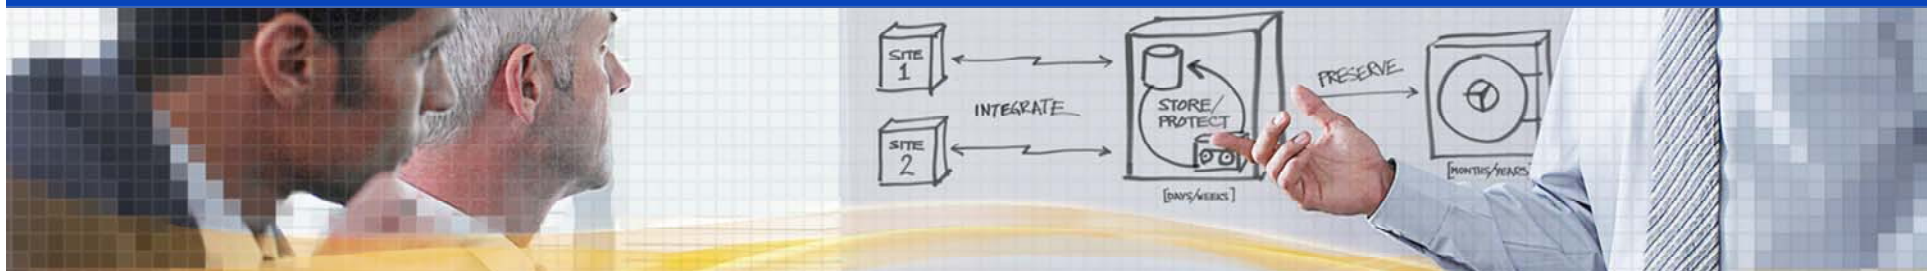 SITE
1
INTEGRATE
SITE
2
STORE/
PROTECT
[DAYS/WEEKS]
PRESERVE
[MONTHS/YEARS]